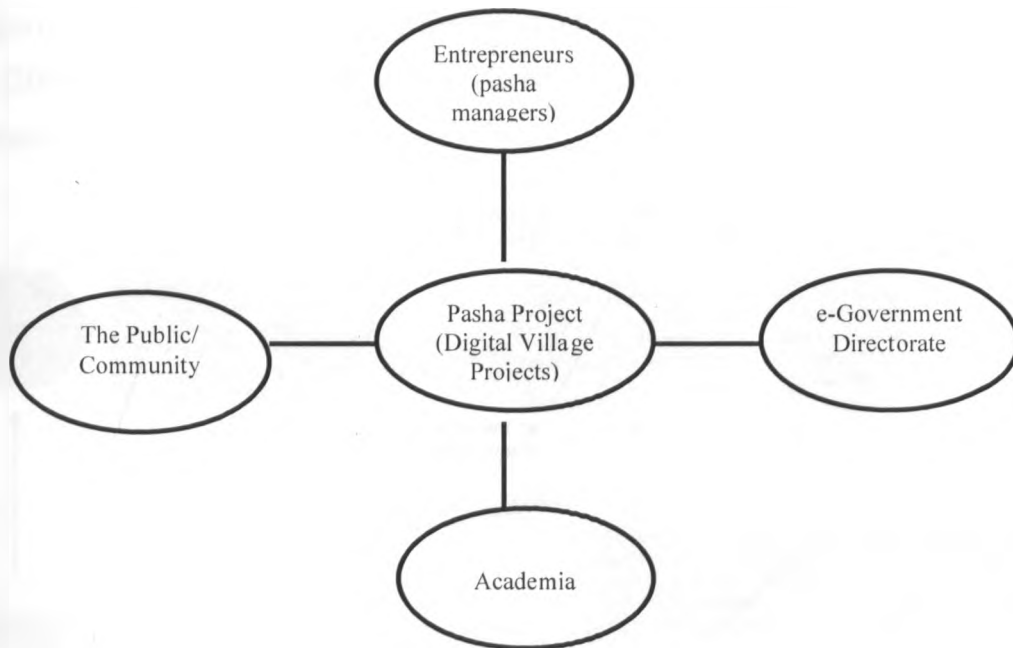 Entrepreneurs
(pasha
managers)
The Public/
Community
Pasha Project
(Digital Village
Projects)
e-Government
Directorate
Academia